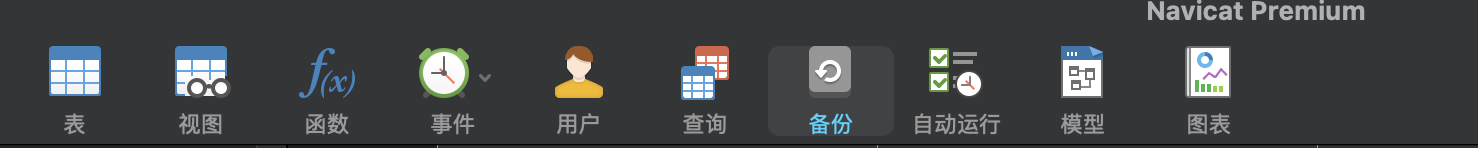 Navicat Premium
f(x)
表 视图 函数 事件 用户 查询 备份 自动运行 模型 图表